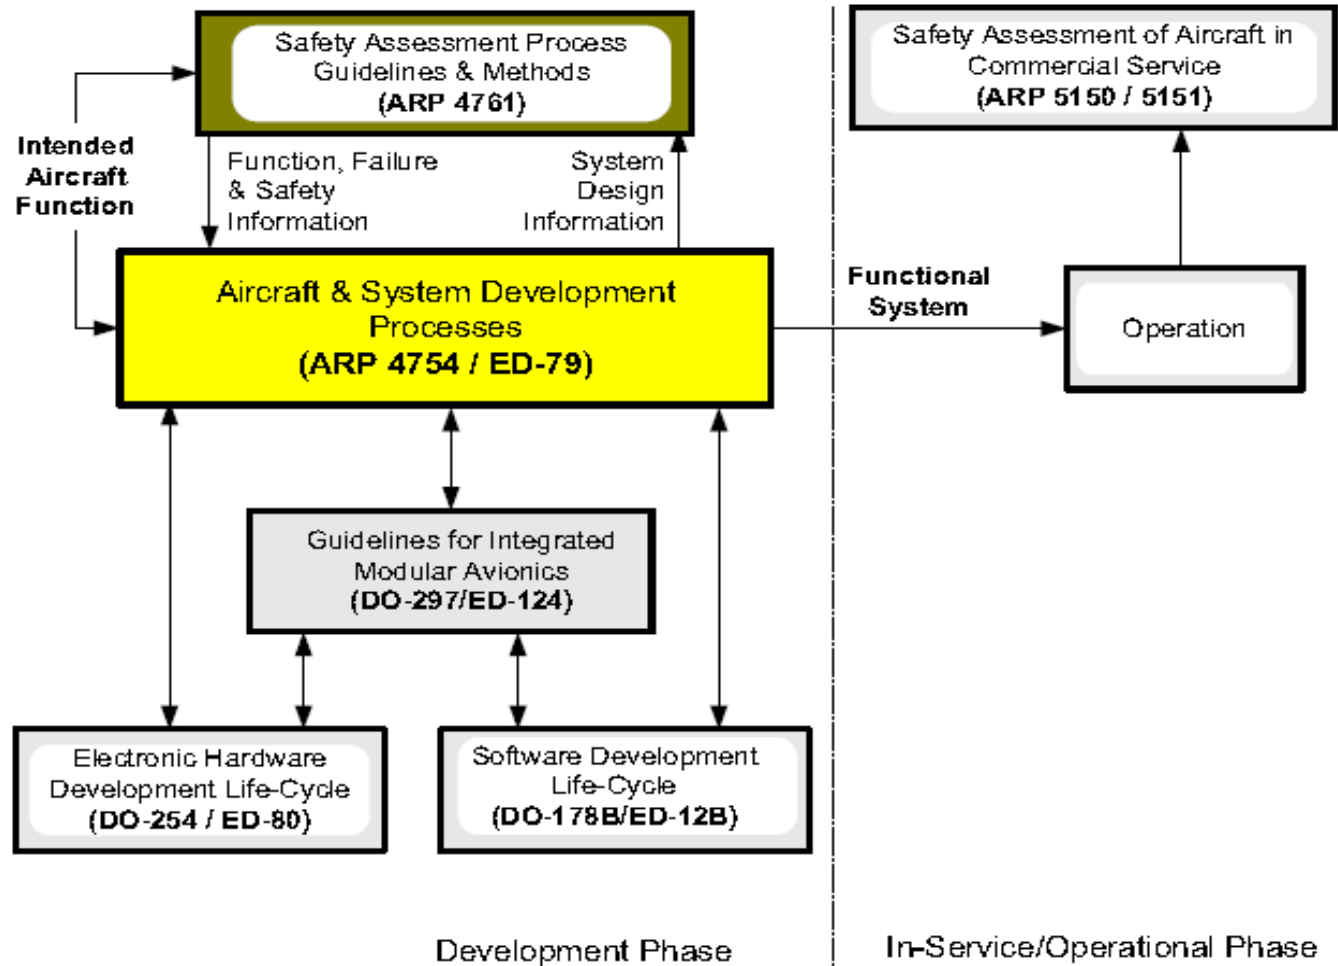 Safety Assessment Process
Guidelines & Methods
(ARP 4761)
Safety Assessment of Aircraft in
Commercial Service
(ARP 5150 / 5151)
Intended
Aircraft
Function
Function, Failure
& Safety
Information
System
Design
Information
Aircraft & System Development
Processes
(ARP 4754 / ED-79)
Functional
System
Operation
Guidelines for Integrated
Modular Avionics
(DO-297/ED-124)
Electronic Hardware
Development Life-Cycle
(DO-254 / ED-80)
Software Development
Life-Cycle
(DO-178B/ED-12B)
Development Phase
In-Service/Operational Phase